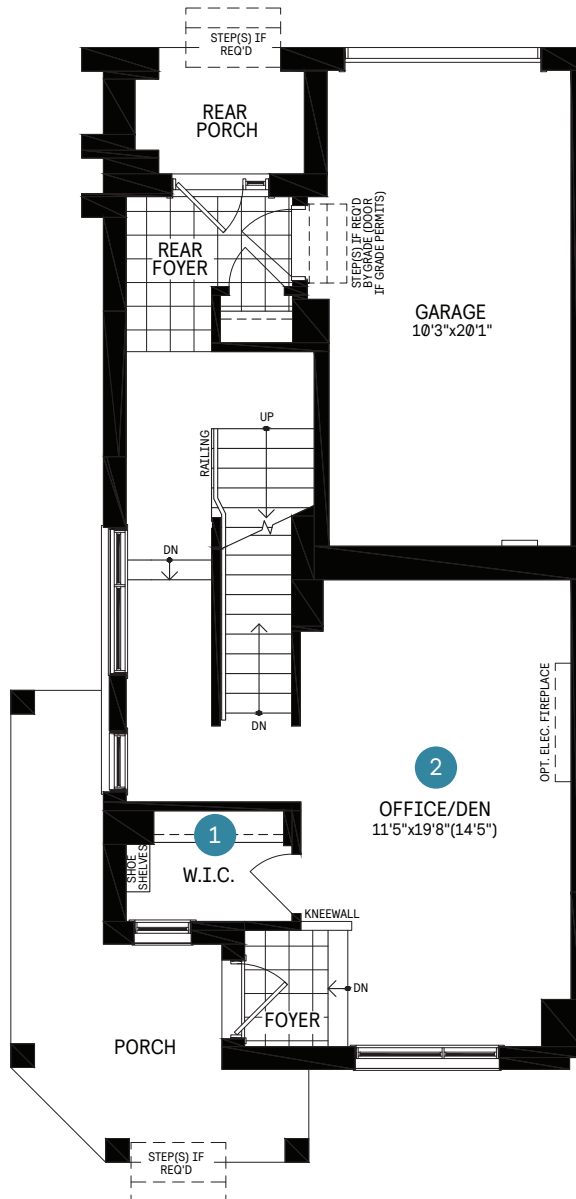 STEP(S) IF
REQ'D
REAR
PORCH
REAR
FOYER
STEP(S) IF REQ'D
BY GRADE (DOOR
IF GRADE PERMITS)
GARAGE
10'3"x20'1"
UP
RAILING
DN
DN
OPT. ELEC. FIREPLACE
2
OFFICE/DEN
11'5"x19'8"(14'5")
1
W.I.C.
SHOE
SHELVES
KNEEWALL
DN
FOYER
PORCH
STEP(S) IF
REQ'D